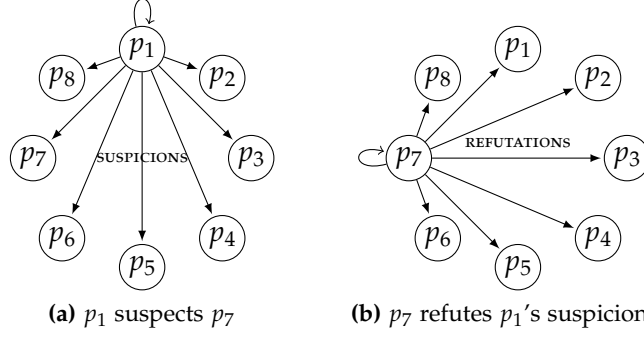 p1
p8
p2
p7
SUSPICIONS
p3
p6
p4
p5
(a) p1 suspects p7
p1
p8
p2
REFUTATIONS
p7
p3
p6
p4
p5
(b) p7 refutes p1's suspicion